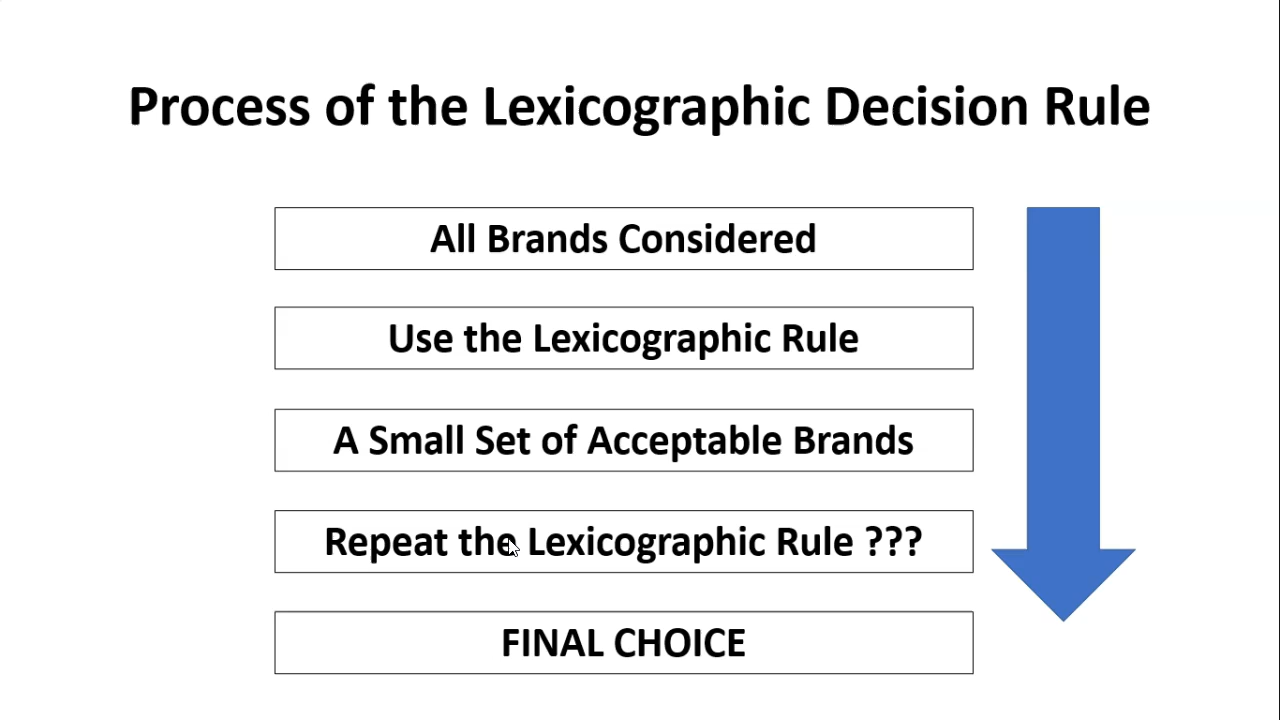 Process of the Lexicographic Decision Rule
All Brands Considered
Use the Lexicographic Rule
A Small Set of Acceptable Brands
Repeat the Lexicographic Rule ???
FINAL CHOICE